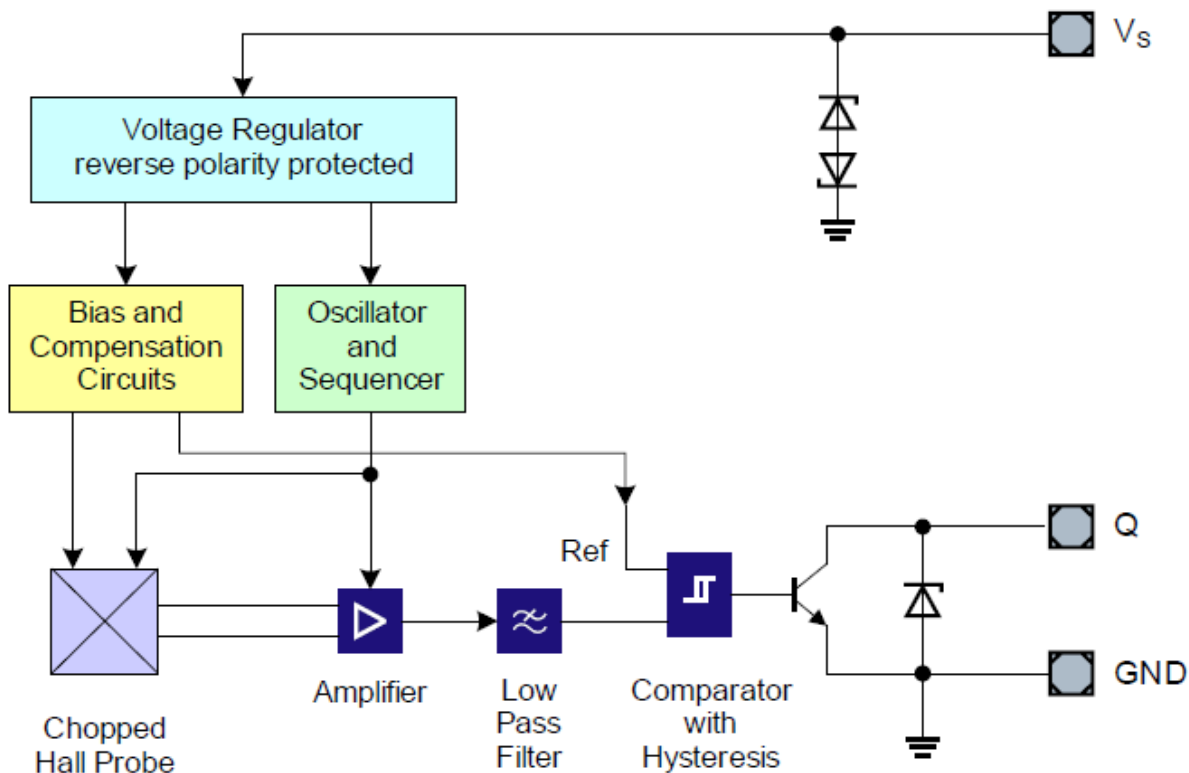 V_S
Voltage Regulator
reverse polarity protected
Bias and
Compensation
Circuits
Oscillator
and
Sequencer
Ref
Q
GND
Amplifier
Low
Pass
Filter
Comparator
with
Hysteresis
Chopped
Hall Probe